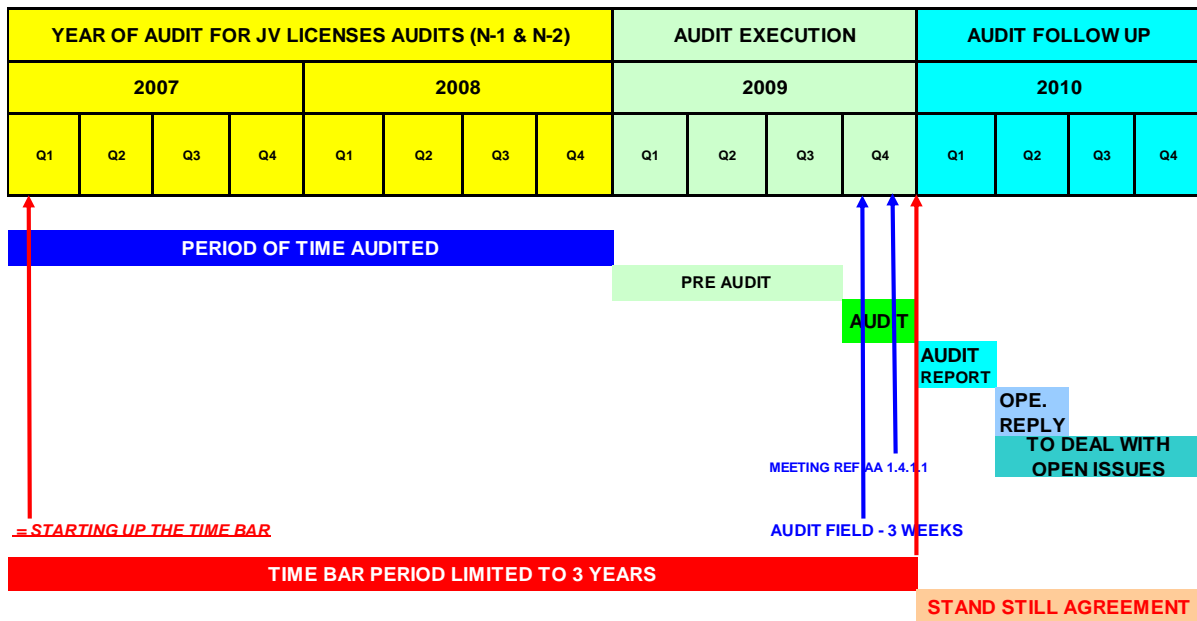 YEAR OF AUDIT FOR JV LICENSES AUDITS (N-1 & N-2) AUDIT EXECUTION AUDIT FOLLOW UP
2007 2008 2009 2010
Q1 Q2 Q3 Q4 Q1 Q2 Q3 Q4 Q1 Q2 Q3 Q4 Q1 Q2 Q3 Q4
PERIOD OF TIME AUDITED
PRE AUDIT
AUDIT
AUDIT
REPORT
OPE.
REPLY
TO DEAL WITH
OPEN ISSUES
MEETING REF AA 1.4.1.1
= STARTING UP THE TIME BAR
AUDIT FIELD - 3 WEEKS
TIME BAR PERIOD LIMITED TO 3 YEARS
STAND STILL AGREEMENT